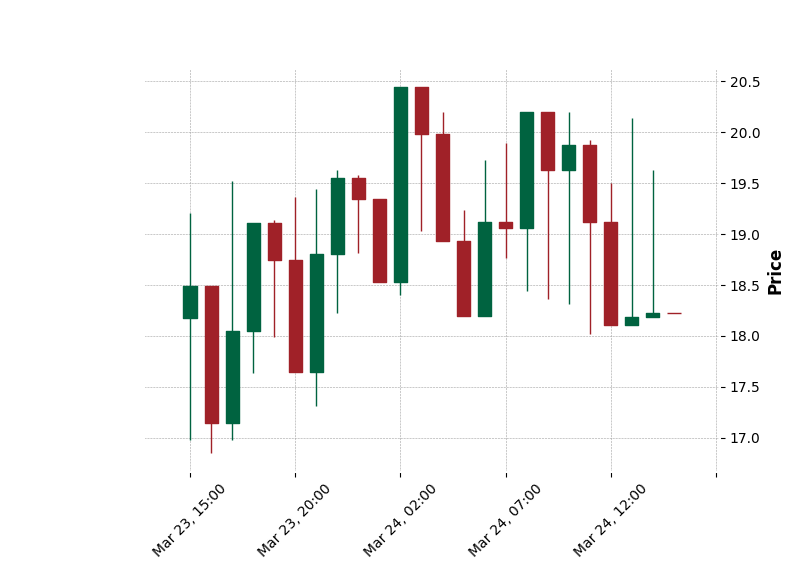 20.5
20.0
19.5
19.0
18.5
18.0
17.5
17.0
Price
Mar 23, 15:00
Mar 23, 20:00
Mar 24, 02:00
Mar 24, 07:00
Mar 24, 12:00